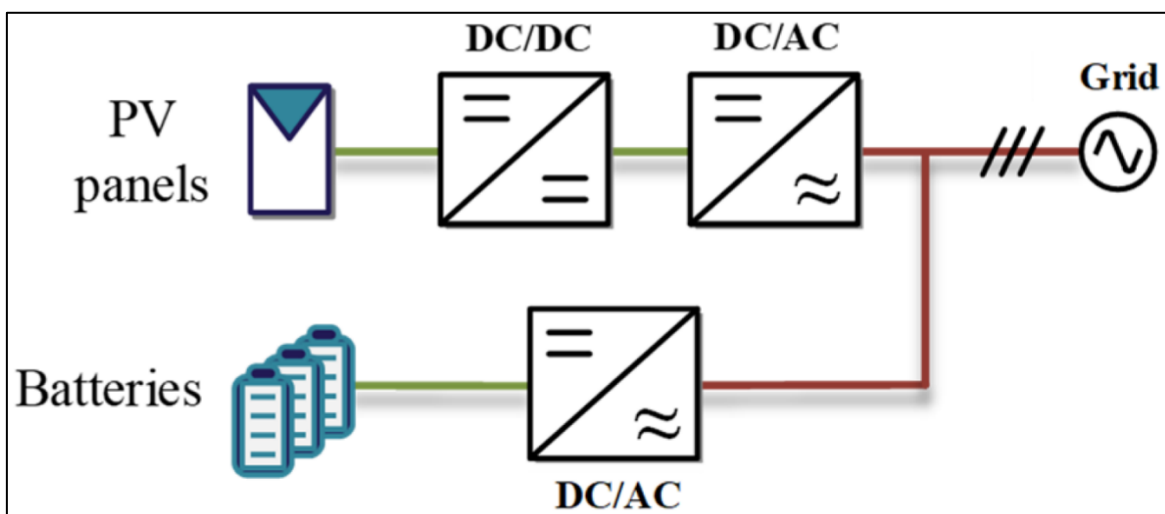 DC/DC
DC/AC
Grid
PV
panels
Batteries
DC/AC